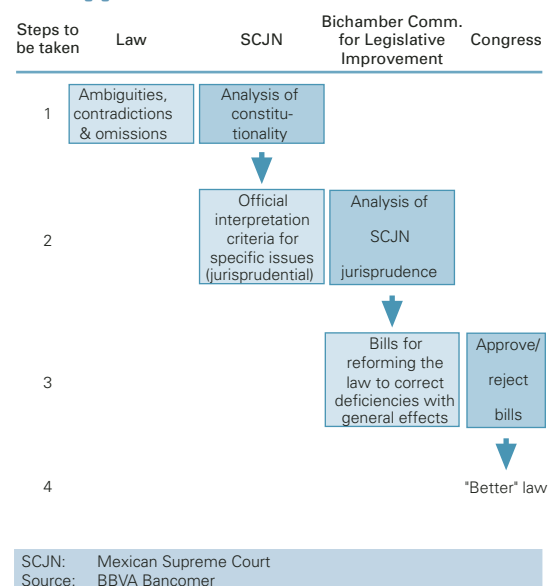 Steps to
be taken
Law
SCJN
Bichamber Comm.
for Legislative
Improvement
Congress
1
Ambiguities,
contradictions
& omissions
Analysis of
constitu-
tionality
2
Official
interpretation
criteria for
specific issues
(jurisprudential)
Analysis of
SCJN
jurisprudence
3
Bills for
reforming the
law to correct
deficiencies with
general effects
Approve/
reject
bills
4
"Better" law
SCJN: Mexican Supreme Court
Source: BBVA Bancomer